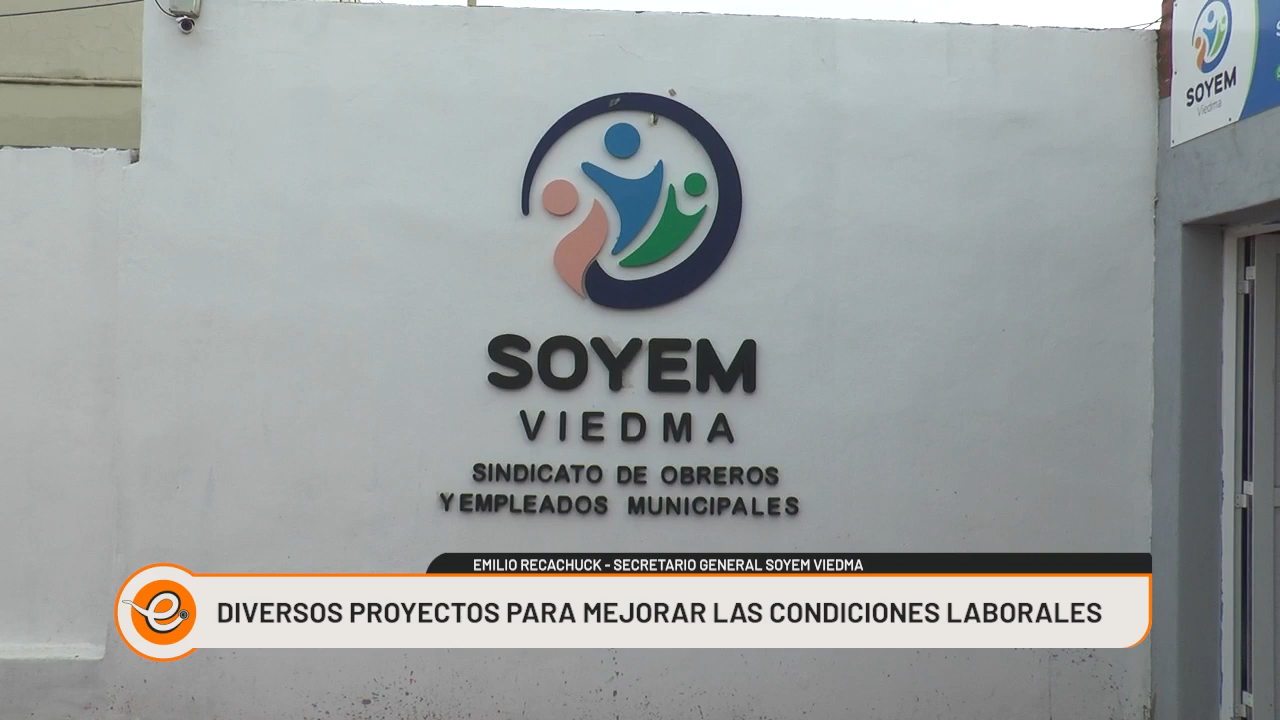 SOYEM
Viedma
SOYEM
VIEDMA
SINDICATO DE OBREROS
Y EMPLEADOS MUNICIPALES
EMILIO RECACHUCK - SECRETARIO GENERAL SOYEM VIEDMA
DIVERSOS PROYECTOS PARA MEJORAR LAS CONDICIONES LABORALES